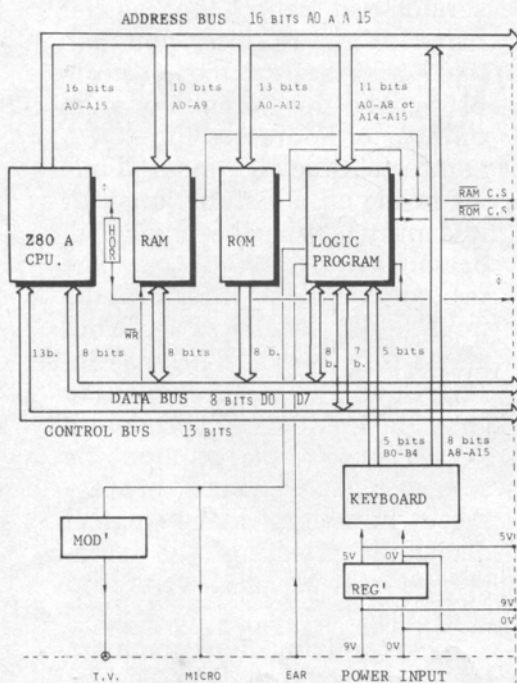 ADDRESS BUS 16 BITS A0 A A 15
16 bits 10 bits 13 bits 11 bits
A0-A15 A0-A9 A0-A12 A0-A8 et
A14-A15
Z80 A
CPU.
HOR
RAM
ROM
LOGIC
PROGRAM
RAM C.S
ROM C.S
WR
13b. 8 bits 8 bits 8 b. 8 b. 7 b. 5 bits
DATA BUS 8 BITS D0 D7
CONTROL BUS 13 BITS
5 bits 8 bits
B0-B4 A8-A15
KEYBOARD
MOD'
5V 0V 5V
REG'
9V
0V
9V 0V
T.V. MICRO EAR POWER INPUT